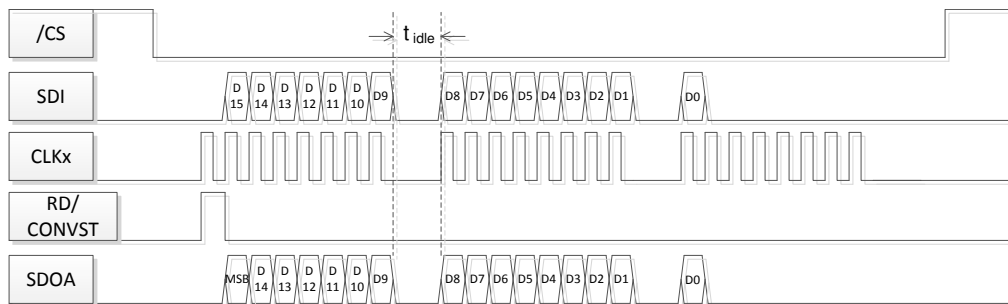 /CS
t idle
SDI
D 15 D 14 D 13 D 12 D 11 D 10 D9 D8 D7 D6 D5 D4 D3 D2 D1 D0
CLKx
RD/
CONVST
SDOA
MSB D 14 D 13 D 12 D 11 D 10 D9 D8 D7 D6 D5 D4 D3 D2 D1 D0